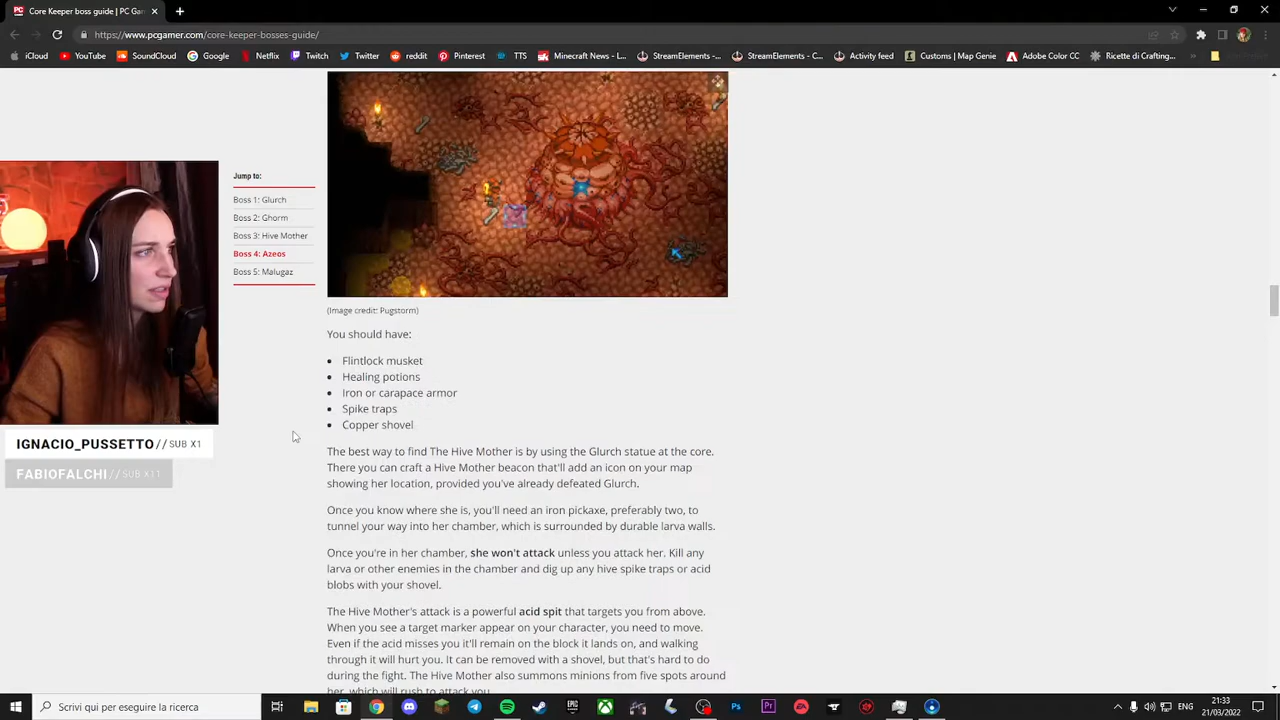 Core Keeper boss guide | PC Gam
https://www.pcgamer.com/core-keeper-bosses-guide/
iCloud
YouTube
SoundCloud
Google
Netflix
Twitter
reddit
Pinterest
TTS
Minecraft News – L...
StreamElements – C...
StreamElements – C...
Activity feed
Customs | Map Genie
Adobe Color CC
Ricette di Crafting...
Jump to:
Boss 1: Glurch
Boss 2: Ghorm
Boss 3: Hive Mother
Boss 4: Azeos
Boss 5: Malugaz
IGNACIO_PUSSETTO // SUB X1
FABIOFALCHI // SUB X11
(Image credit: Pugstorm)
You should have:
• Flintlock musket
• Healing potions
• Iron or carapace armor
• Spike traps
• Copper shovel
The best way to find The Hive Mother is by using the Glurch statue at the core.
There you can craft a Hive Mother beacon that'll add an icon on your map
showing her location, provided you've already defeated Glurch.
Once you know where she is, you'll need an iron pickaxe, preferably two, to
tunnel your way into her chamber, which is surrounded by durable larva walls.
Once you're in her chamber, she won't attack unless you attack her. Kill any
larva or other enemies in the chamber and dig up any hive spike traps or acid
blobs with your shovel.
The Hive Mother's attack is a powerful acid spit that targets you from above.
When you see a target marker appear on your character, you need to move.
Even if the acid misses you it'll remain on the block it lands on, and walking
through it will hurt you. It can be removed with a shovel, but that's hard to do
during the fight. The Hive Mother also summons minions from five spots around
her, which will rush to attack you.
Scrivi qui per eseguire la ricerca
21:33
21/03/2022